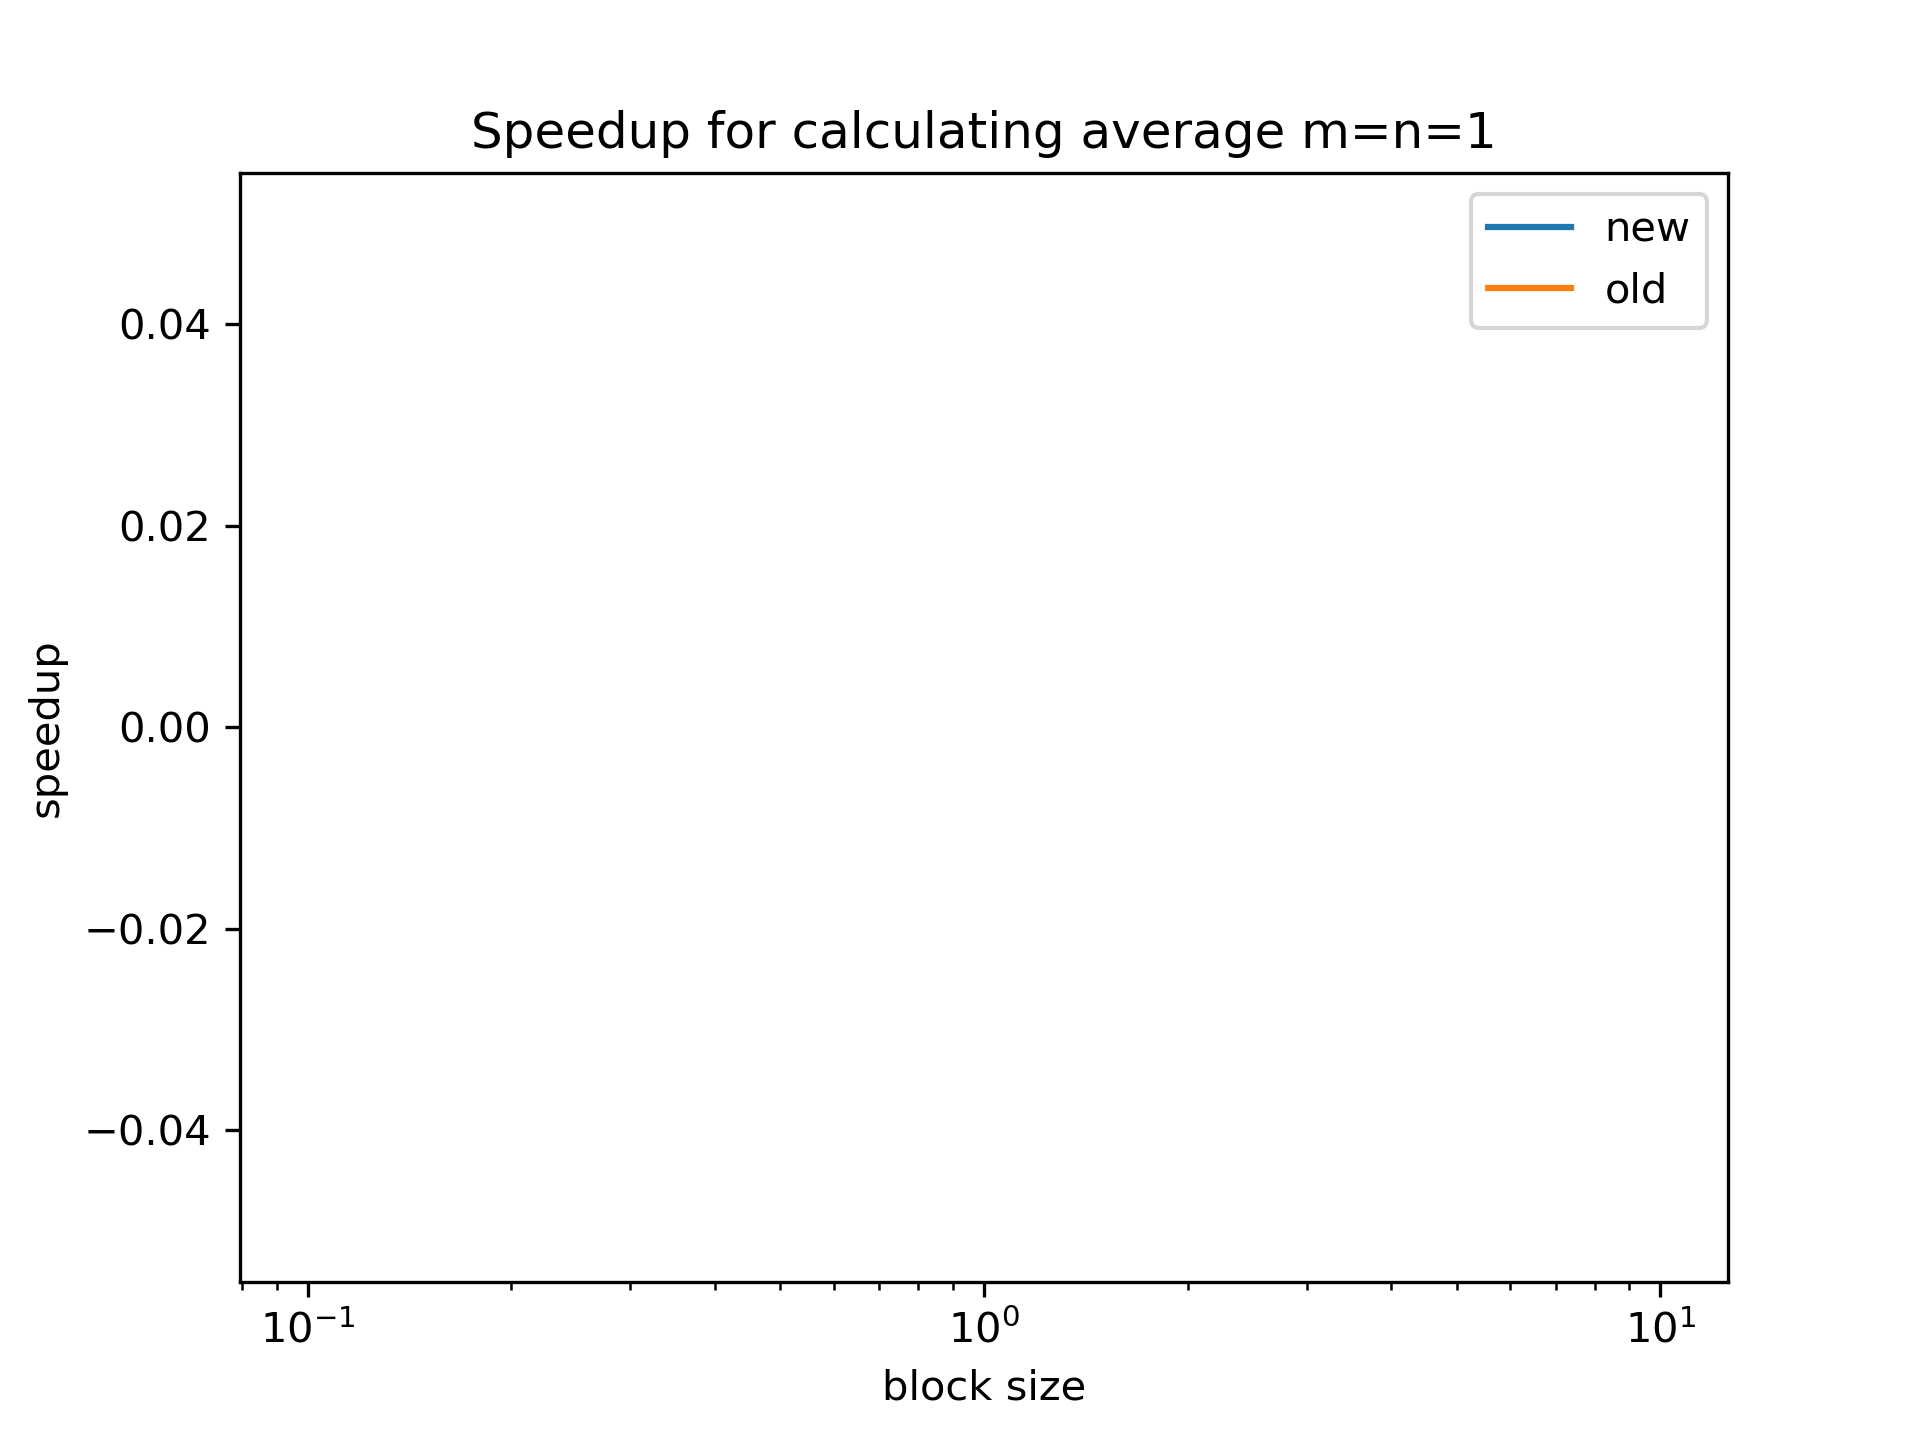 Speedup for calculating average m=n=1
new
old
0.04
0.02
0.00
−0.02
−0.04
speedup
10⁻¹ 10⁰ 10¹
block size